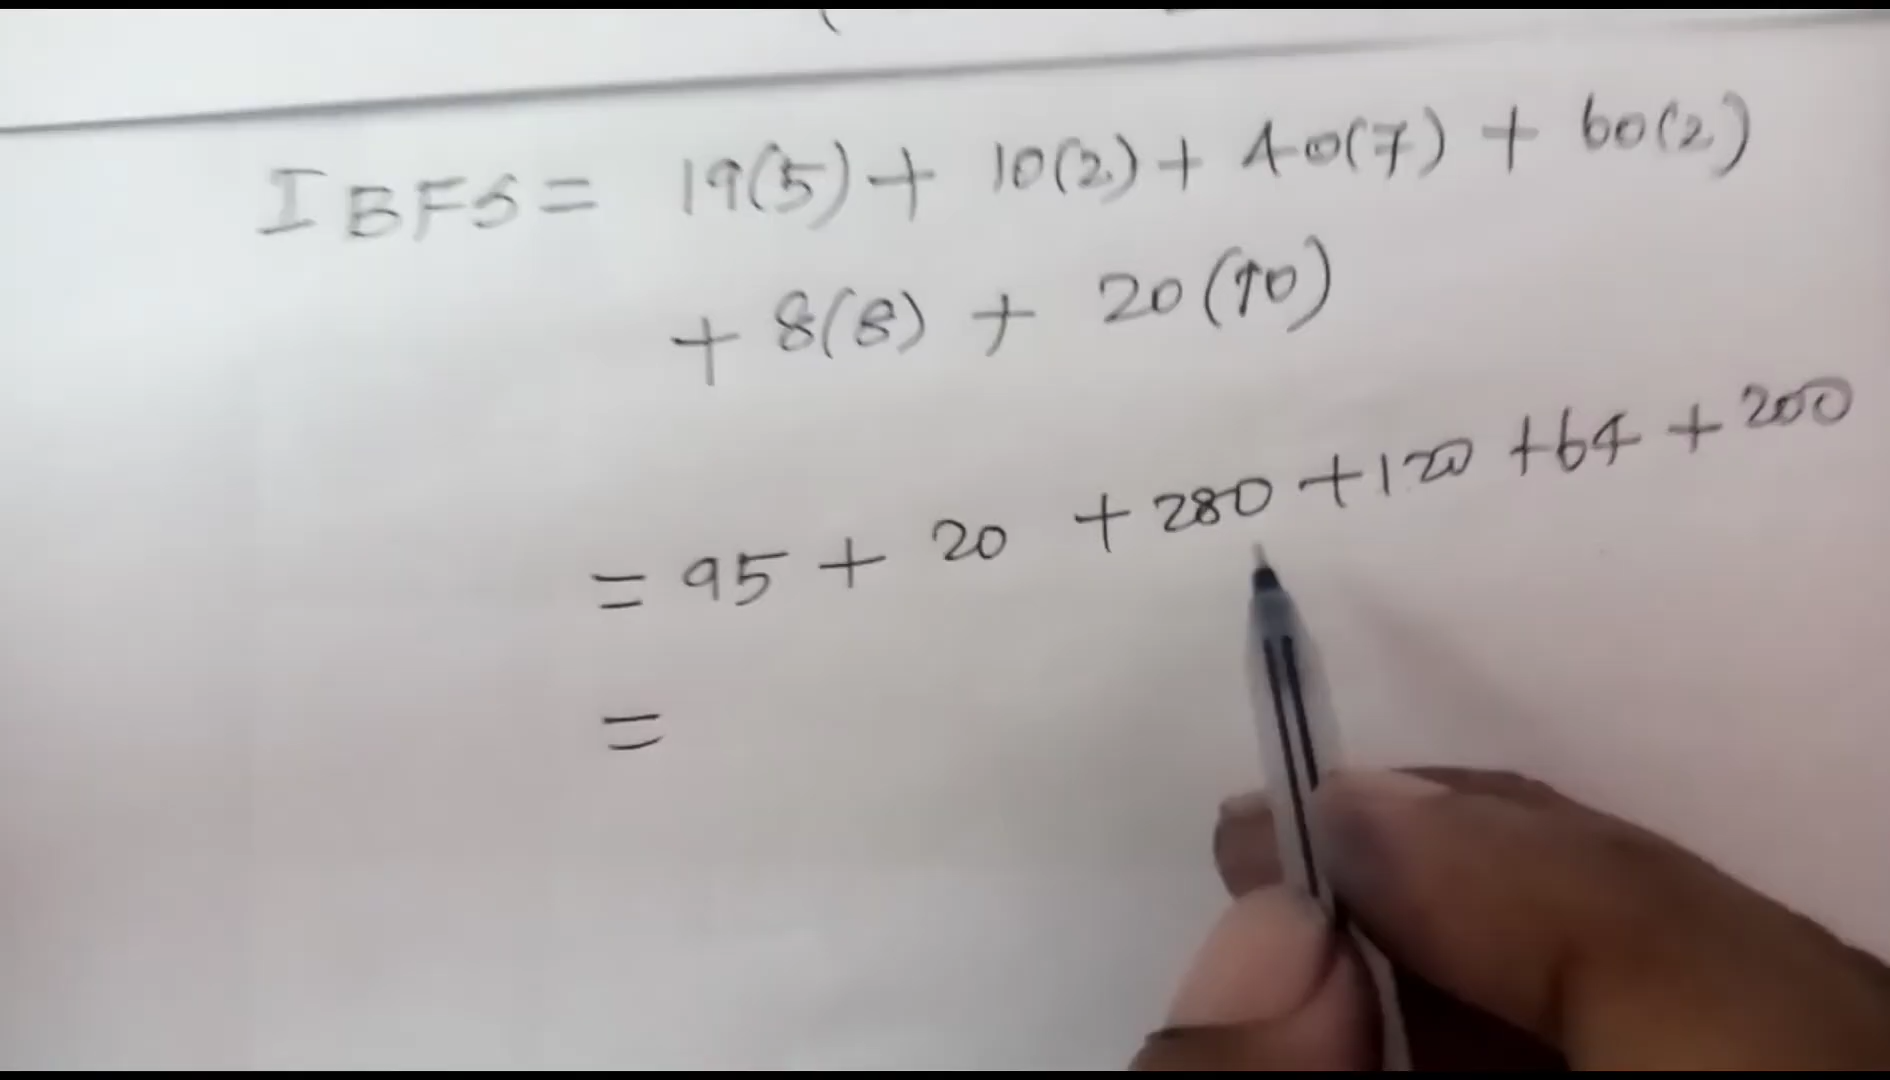 IBFS = 19(5) + 10(2) + 40(7) + 60(2)
+ 8(8) + 20(10)
= 95 + 20 + 280 + 120 + 64 + 200
=